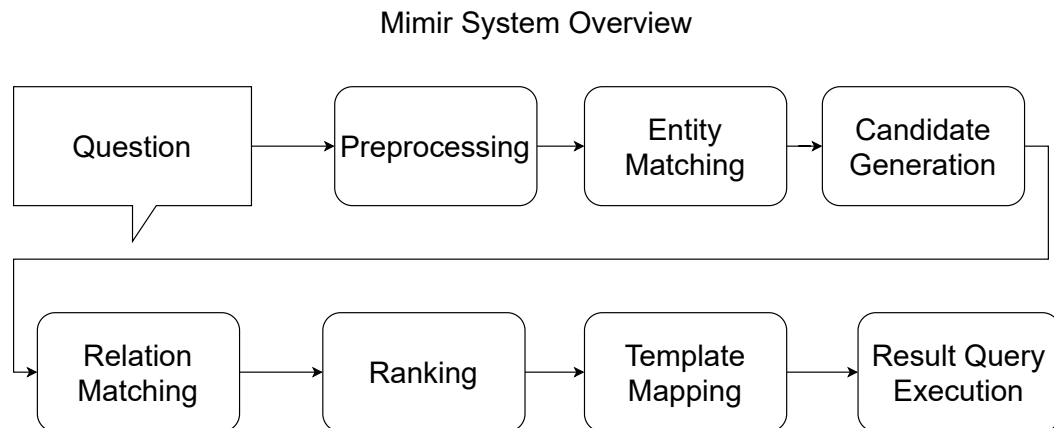 Mimir System Overview
Question
Preprocessing
Entity
Matching
Candidate
Generation
Relation
Matching
Ranking
Template
Mapping
Result Query
Execution